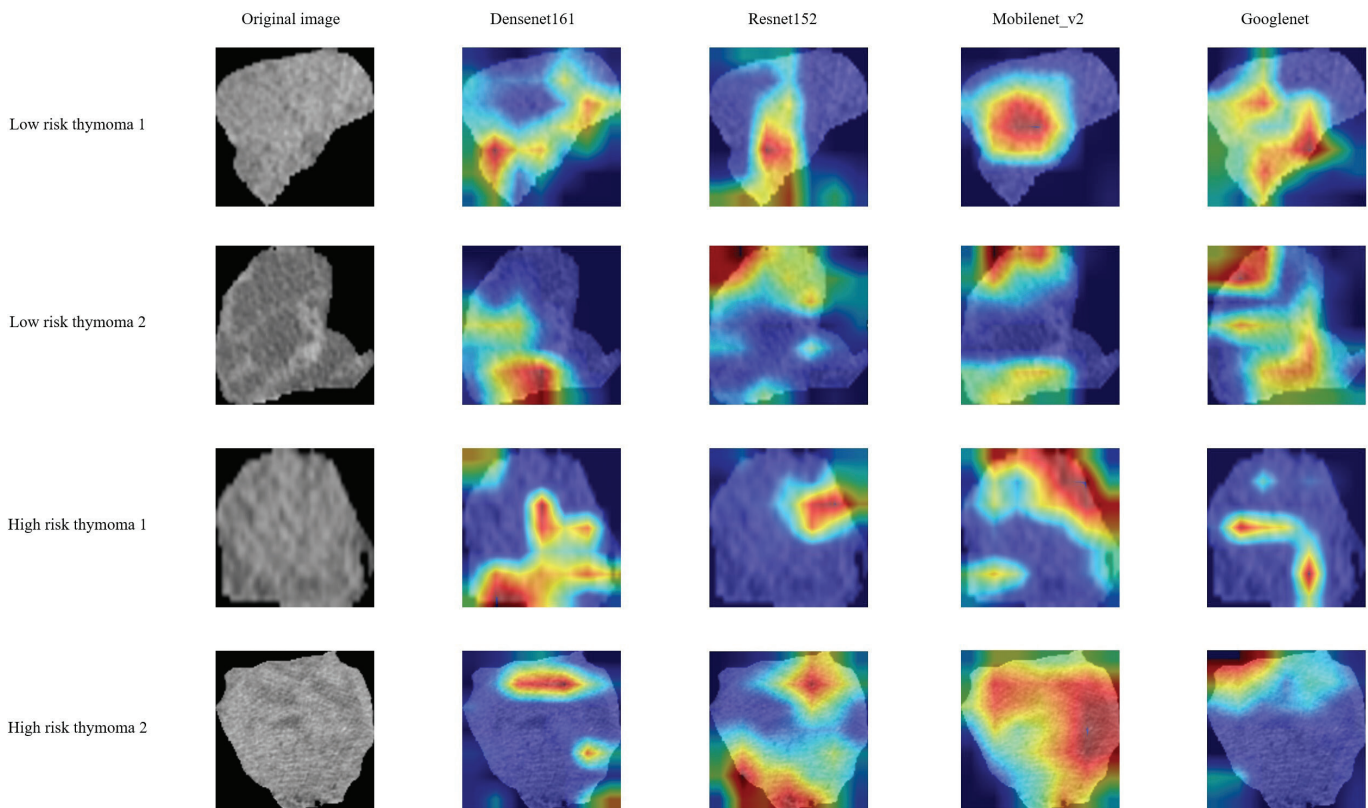 Original image
Densenet161
Resnet152
Mobilenet_v2
Googlenet
Low risk thymoma 1
Low risk thymoma 2
High risk thymoma 1
High risk thymoma 2